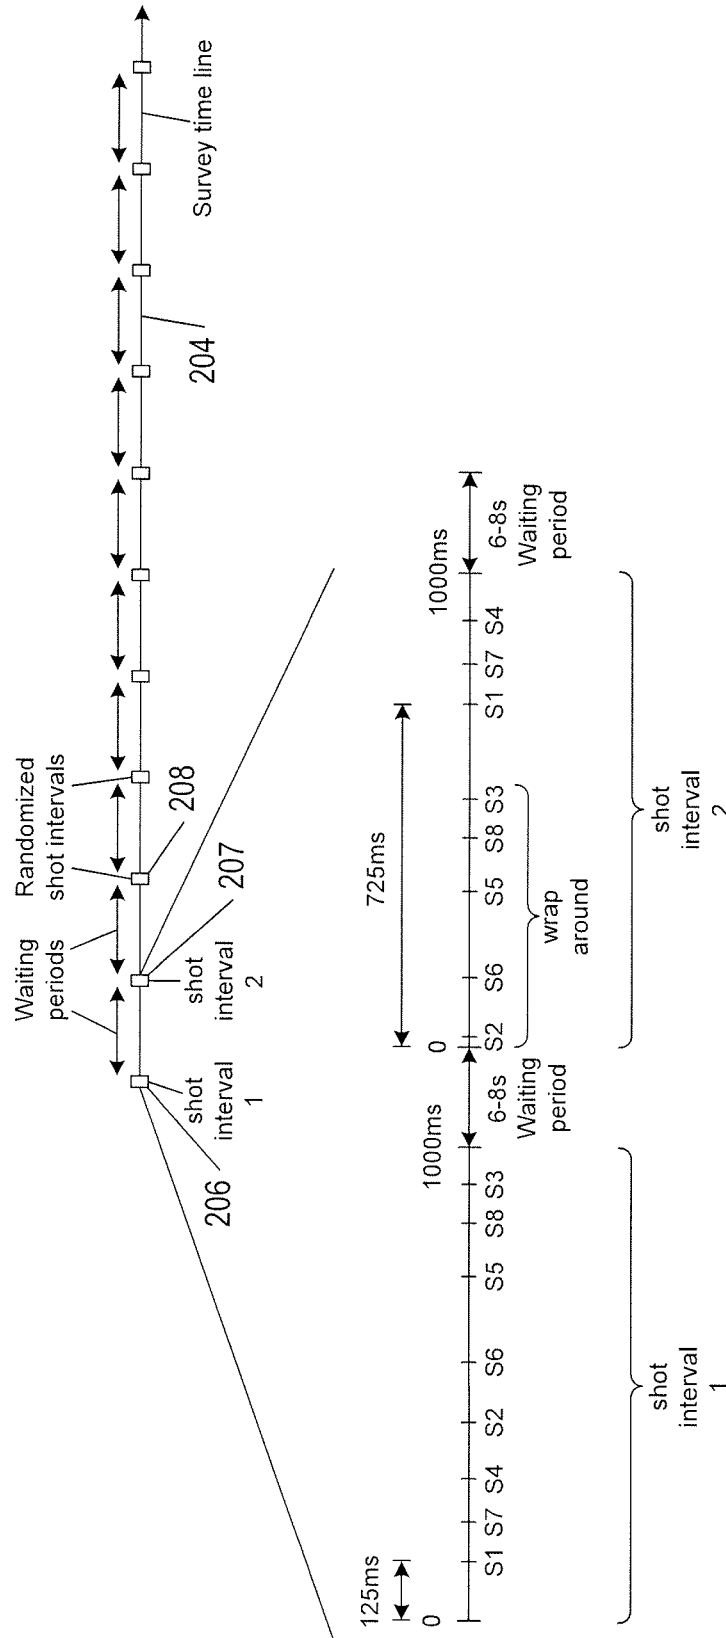 Waiting
periods
Randomized
shot intervals
shot
interval
1
shot
interval
2
206
207
208
204
Survey time line
125ms
0
1000ms
S1
S7
S4
S2
S6
S5
S8
S3
6-8s
Waiting
period
0
725ms
1000ms
S2
S6
S5
S8
S3
S1
S7
S4
wrap
around
6-8s
Waiting
period
shot
interval
1
shot
interval
2